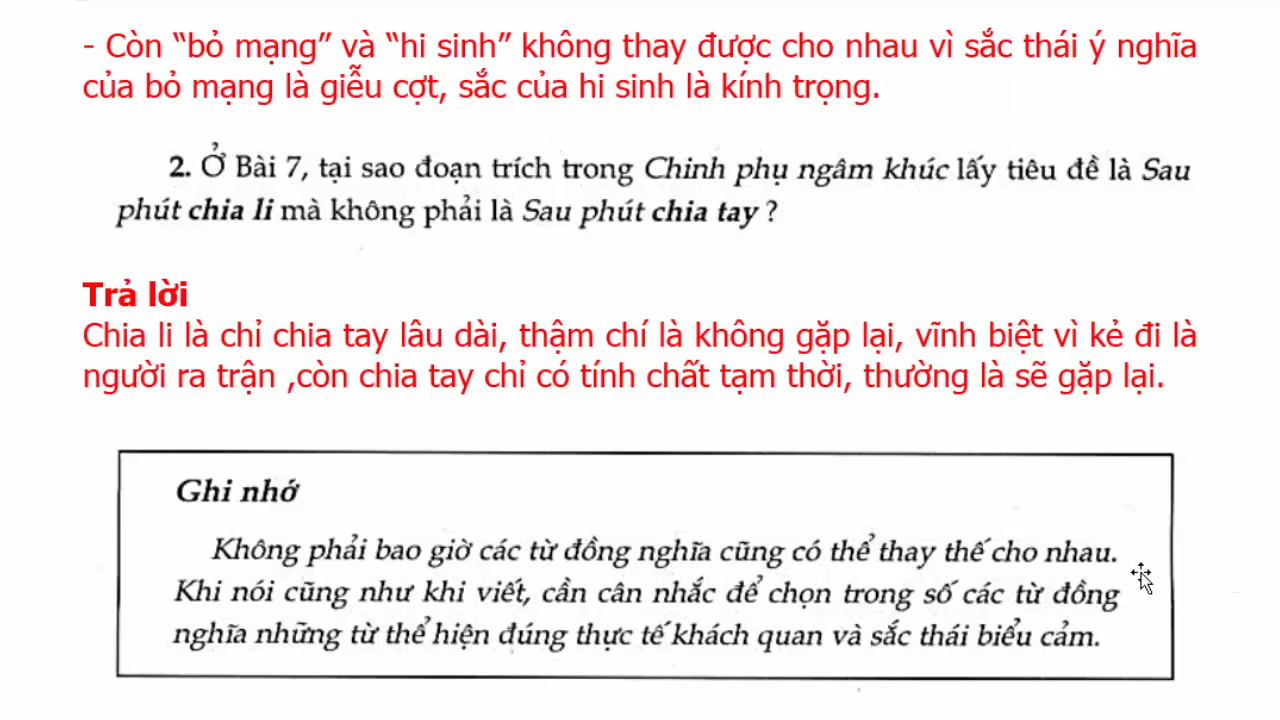 - Còn “bỏ mạng” và “hi sinh” không thay được cho nhau vì sắc thái ý nghĩa
của bỏ mạng là giễu cợt, sắc của hi sinh là kính trọng.
2. Ở Bài 7, tại sao đoạn trích trong Chinh phụ ngâm khúc lấy tiêu đề là Sau
phút chia li mà không phải là Sau phút chia tay ?
Trả lời
Chia li là chỉ chia tay lâu dài, thậm chí là không gặp lại, vĩnh biệt vì kẻ đi là
người ra trận ,còn chia tay chỉ có tính chất tạm thời, thường là sẽ gặp lại.
Ghi nhớ
Không phải bao giờ các từ đồng nghĩa cũng có thể thay thế cho nhau.
Khi nói cũng như khi viết, cần cân nhắc để chọn trong số các từ đồng
nghĩa những từ thể hiện đúng thực tế khách quan và sắc thái biểu cảm.